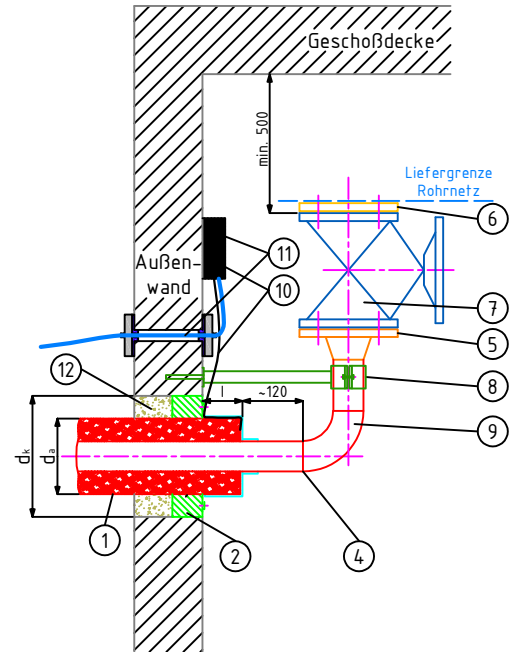 Geschoßdecke
min. 500
Liefergrenze
Rohrnetz
6
Außen-
wand
11
10
7
5
12
8
l
~120
9
dk
da
1
2
4